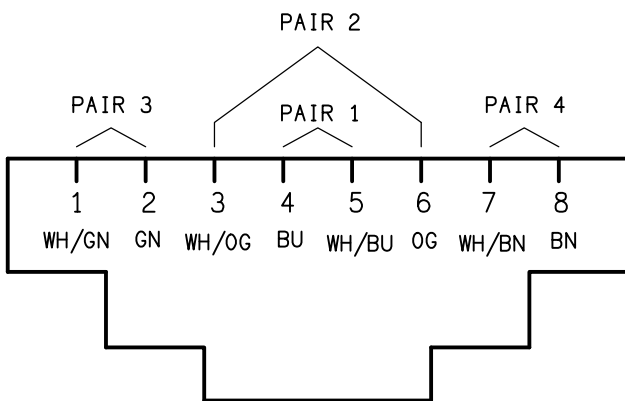 PAIR 2
PAIR 3 PAIR 1 PAIR 4
1 2 3 4 5 6 7 8
WH/GN GN WH/OG BU WH/BU OG WH/BN BN